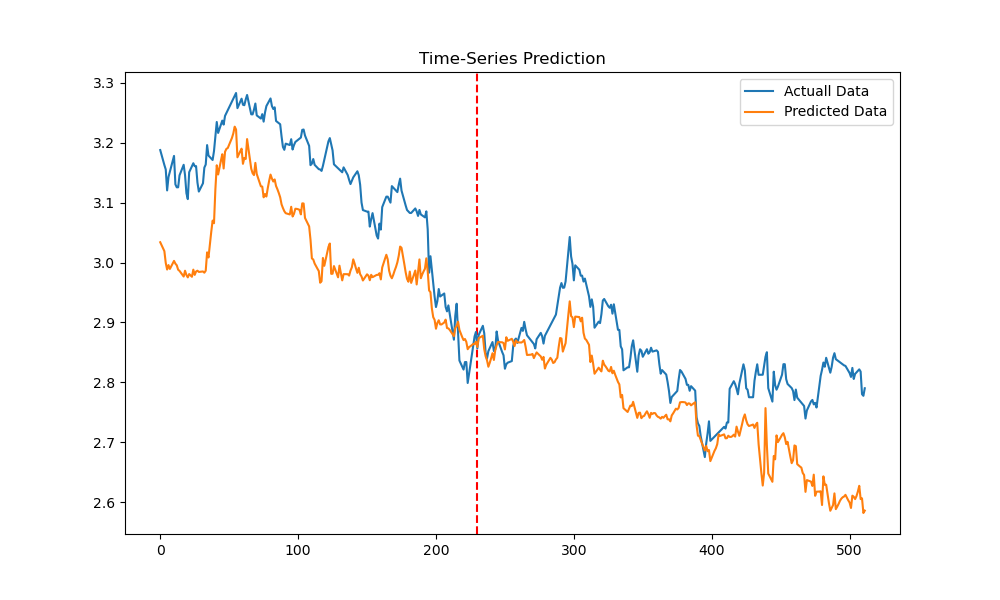 Time-Series Prediction
Actuall Data
Predicted Data
3.3
3.2
3.1
3.0
2.9
2.8
2.7
2.6
0 100 200 300 400 500